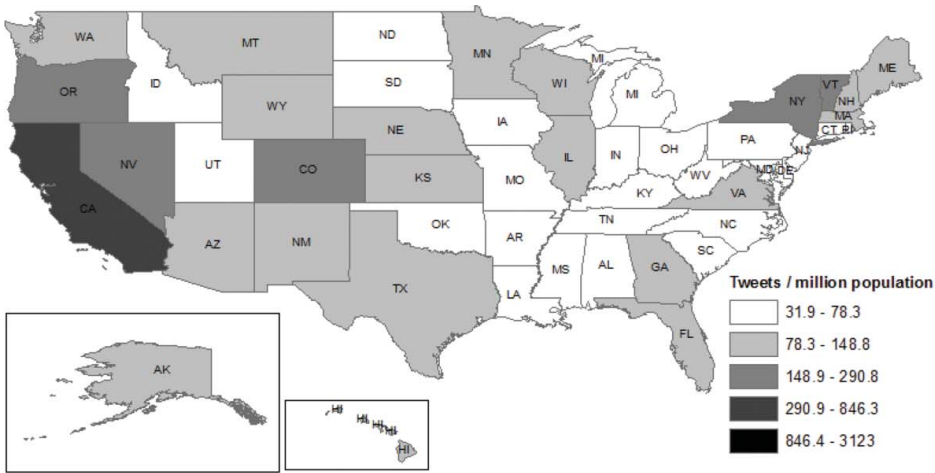 WA
MT
ND
MN
ME
OR
ID
SD
WI
MI
VT
NH
WY
MI
NY
MA
CT RI
NE
IA
PA
NJ
NV
UT
CO
IL
IN
OH
MD DE
KS
MO
WV
VA
KY
CA
OK
TN
NC
AZ
NM
AR
SC
MS
AL
GA
TX
LA
FL
AK
HI
HI
HI
HI
HI
Tweets / million population
31.9 - 78.3
78.3 - 148.8
148.9 - 290.8
290.9 - 846.3
846.4 - 3123